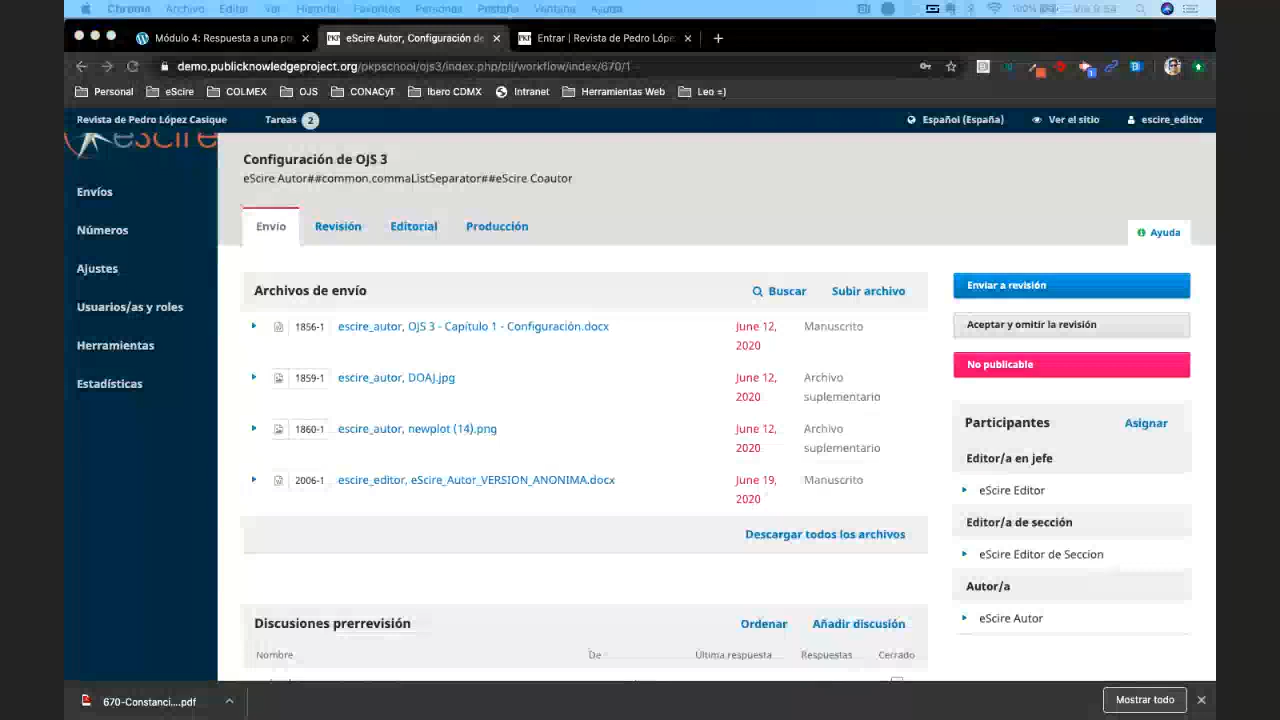 Chrome Archivo Editar Ver Historial Favoritos Personas Pestaña Ventana Ayuda 100% Vie 9:54
Módulo 4: Respuesta a una po
eScire Autor, Configuración de
Entrar | Revista de Pedro Lópe
demo.publicknowledgeproject.org/pkpschool/ojs3/index.php/plj/workflow/index/670/1
Personal eScire COLMEX OJS CONACyT Ibero CDMX Intranet Herramientas Web Leo =)
Revista de Pedro López Casique Tareas 2 Español (España) Ver el sitio escire_editor
eScire
Envíos
Números
Ajustes
Usuarios/as y roles
Herramientas
Estadísticas
Configuración de OJS 3
eScire Autor##common.commaListSeparator##eScire Coautor
Envío Revisión Editorial Producción
Ayuda
Archivos de envío Buscar Subir archivo
1856-1 escire_autor, OJS 3 - Capítulo 1 - Configuración.docx June 12, 2020 Manuscrito
1859-1 escire_autor, DOAJ.jpg June 12, 2020 Archivo suplementario
1860-1 escire_autor, newplot (14).png June 12, 2020 Archivo suplementario
2006-1 escire_editor, eScire_Autor_VERSION_ANONIMA.docx June 19, 2020 Manuscrito
Descargar todos los archivos
Discusiones prerrevisión Ordenar Añadir discusión
Nombre De Última respuesta Respuestas Cerrado
Enviar a revisión
Aceptar y omitir la revisión
No publicable
Participantes Asignar
Editor/a en jefe
eScire Editor
Editor/a de sección
eScire Editor de Seccion
Autor/a
eScire Autor
670-Constanci....pdf
Mostrar todo